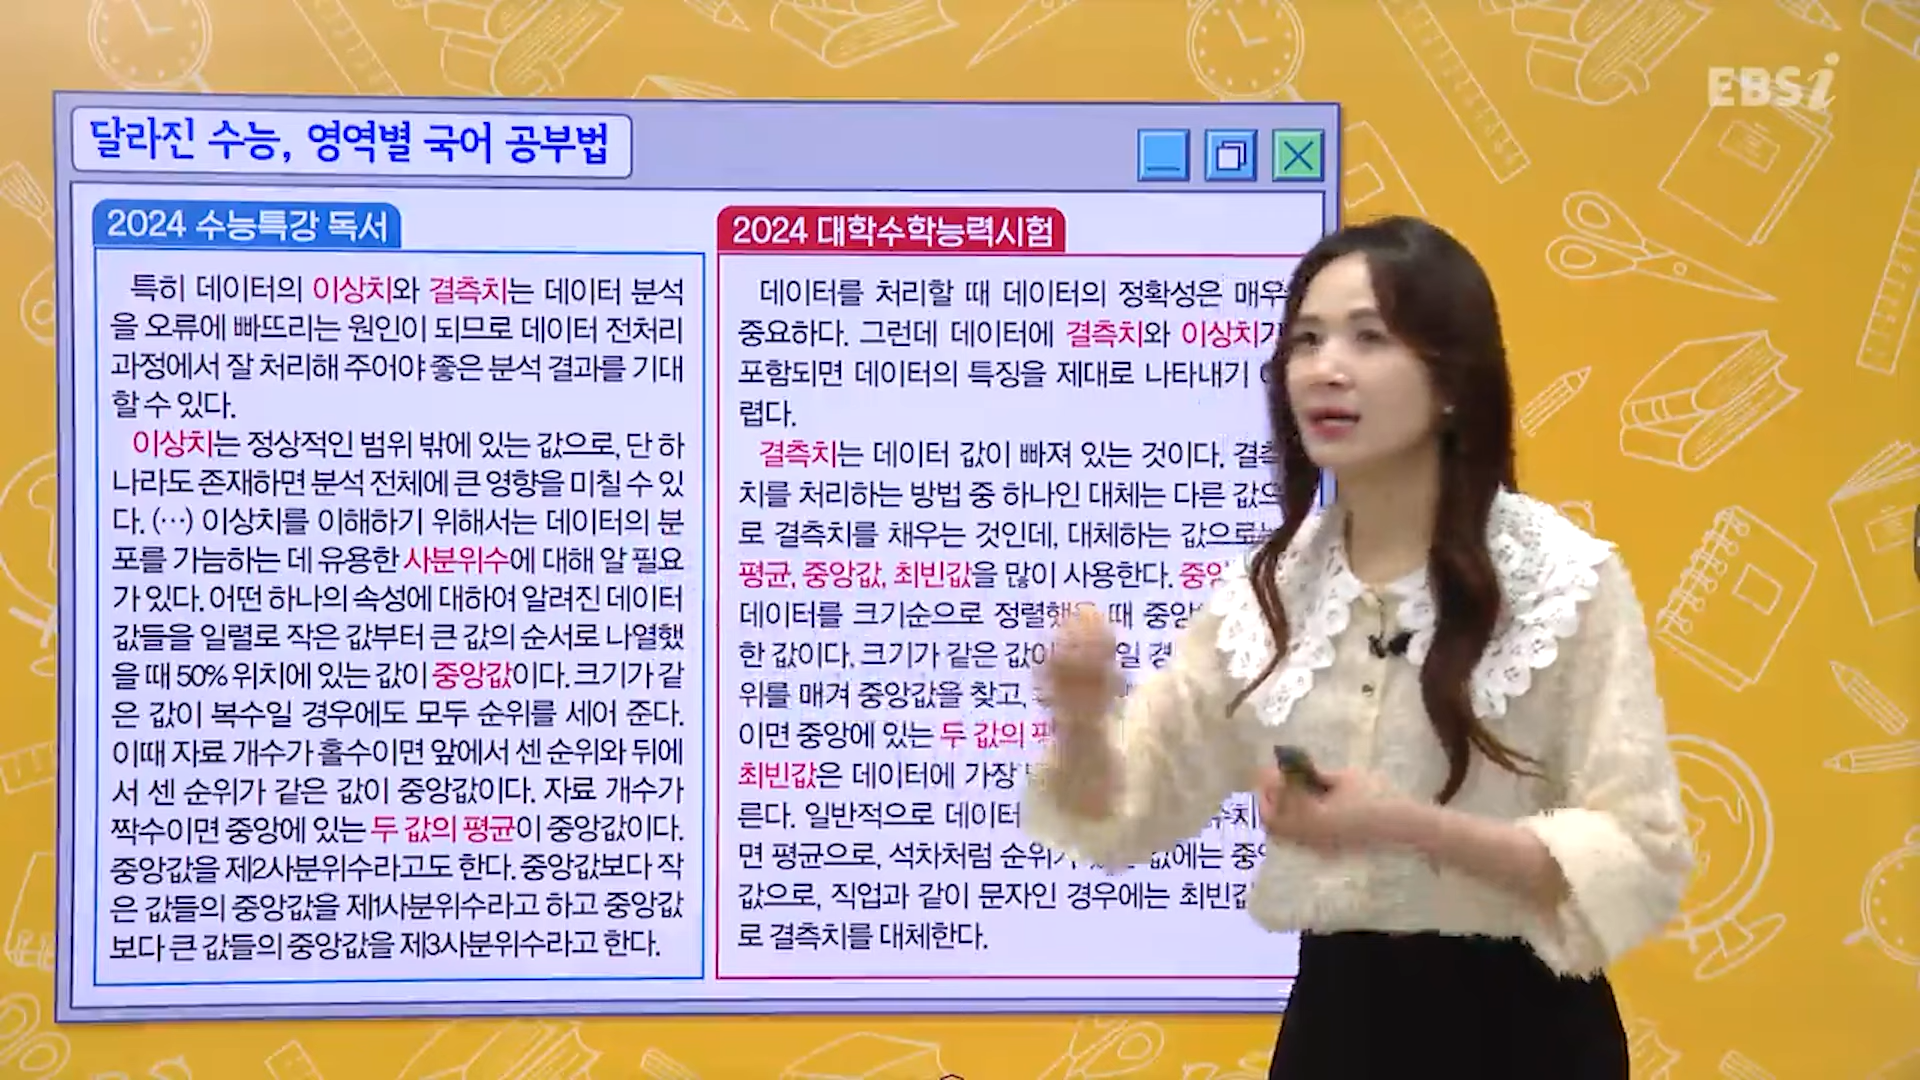 EBSi
달라진 수능, 영역별 국어 공부법
2024 수능특강 독서
특히 데이터의 이상치와 결측치는 데이터 분석
을 오류에 빠뜨리는 원인이 되므로 데이터 전처리
과정에서 잘 처리해 주어야 좋은 분석 결과를 기대
할 수 있다.
이상치는 정상적인 범위 밖에 있는 값으로, 단 하
나라도 존재하면 분석 전체에 큰 영향을 미칠 수 있
다. (…) 이상치를 이해하기 위해서는 데이터의 분
포를 가늠하는 데 유용한 사분위수에 대해 알 필요
가 있다. 어떤 하나의 속성에 대하여 알려진 데이터
값들을 일렬로 작은 값부터 큰 값의 순서로 나열했
을 때 50% 위치에 있는 값이 중앙값이다. 크기가 같
은 값이 복수일 경우에도 모두 순위를 세어 준다.
이때 자료 개수가 홀수이면 앞에서 센 순위와 뒤에
서 센 순위가 같은 값이 중앙값이다. 자료 개수가
짝수이면 중앙에 있는 두 값의 평균이 중앙값이다.
중앙값을 제2사분위수라고도 한다. 중앙값보다 작
은 값들의 중앙값을 제1사분위수라고 하고 중앙값
보다 큰 값들의 중앙값을 제3사분위수라고 한다.
2024 대학수학능력시험
데이터를 처리할 때 데이터의 정확성은 매우
중요하다. 그런데 데이터에 결측치와 이상치가
포함되면 데이터의 특징을 제대로 나타내기
렵다.
결측치는 데이터 값이 빠져 있는 것이다. 결측
치를 처리하는 방법 중 하나인 대체는 다른 값으
로 결측치를 채우는 것인데, 대체하는 값으로는
평균, 중앙값, 최빈값을 많이 사용한다. 중앙
데이터를 크기순으로 정렬했을 때 중앙
한 값이다. 크기가 같은 값이
위를 매겨 중앙값을 찾고,
이면 중앙에 있는 두 값의
최빈값은 데이터에 가장
른다. 일반적으로 데이터
면 평균으로, 석차처럼 순위가 값에는 중앙
값으로, 직업과 같이 문자인 경우에는 최빈값
로 결측치를 대체한다.